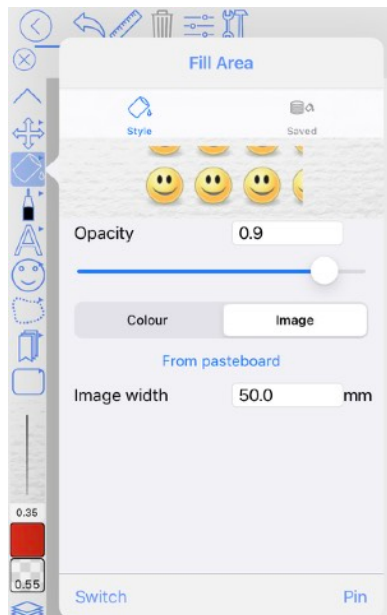 Fill Area
Style Saved
Opacity 0.9
Colour Image
From pasteboard
Image width 50.0 mm
0.35
0.55
Switch Pin